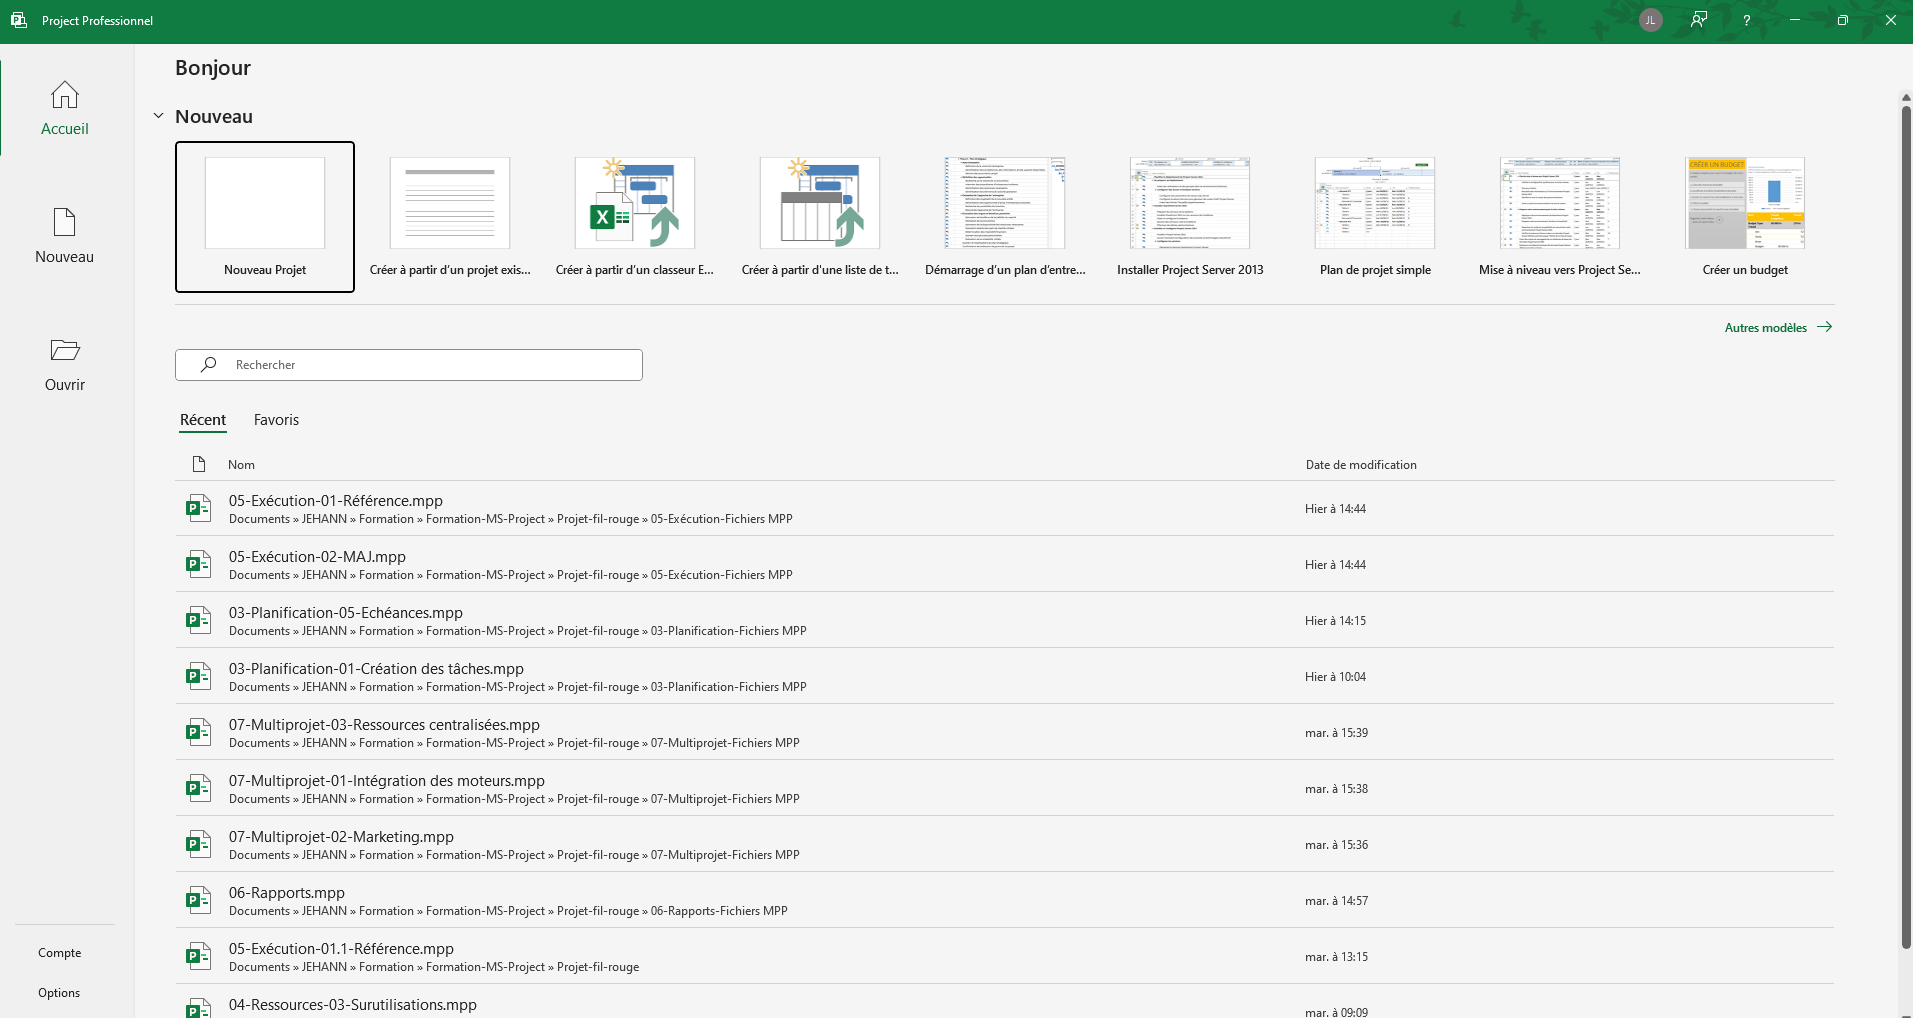 Project Professionnel
JL
?
Accueil
Nouveau
Ouvrir
Compte
Options
Bonjour
Nouveau
CRÉER UN BUDGET
Nouveau Projet
Créer à partir d'un projet exis...
Créer à partir d'un classeur E...
Créer à partir d'une liste de t...
Démarrage d'un plan d'entre...
Installer Project Server 2013
Plan de projet simple
Mise à niveau vers Project Se...
Créer un budget
Autres modèles
Rechercher
Récent Favoris
Nom Date de modification
05-Exécution-01-Référence.mpp
Documents » JEHANN » Formation » Formation-MS-Project » Projet-fil-rouge » 05-Exécution-Fichiers MPP
Hier à 14:44
05-Exécution-02-MAJ.mpp
Documents » JEHANN » Formation » Formation-MS-Project » Projet-fil-rouge » 05-Exécution-Fichiers MPP
Hier à 14:44
03-Planification-05-Echéances.mpp
Documents » JEHANN » Formation » Formation-MS-Project » Projet-fil-rouge » 03-Planification-Fichiers MPP
Hier à 14:15
03-Planification-01-Création des tâches.mpp
Documents » JEHANN » Formation » Formation-MS-Project » Projet-fil-rouge » 03-Planification-Fichiers MPP
Hier à 10:04
07-Multiprojet-03-Ressources centralisées.mpp
Documents » JEHANN » Formation » Formation-MS-Project » Projet-fil-rouge » 07-Multiprojet-Fichiers MPP
mar. à 15:39
07-Multiprojet-01-Intégration des moteurs.mpp
Documents » JEHANN » Formation » Formation-MS-Project » Projet-fil-rouge » 07-Multiprojet-Fichiers MPP
mar. à 15:38
07-Multiprojet-02-Marketing.mpp
Documents » JEHANN » Formation » Formation-MS-Project » Projet-fil-rouge » 07-Multiprojet-Fichiers MPP
mar. à 15:36
06-Rapports.mpp
Documents » JEHANN » Formation » Formation-MS-Project » Projet-fil-rouge » 06-Rapports-Fichiers MPP
mar. à 14:57
05-Exécution-01.1-Référence.mpp
Documents » JEHANN » Formation » Formation-MS-Project » Projet-fil-rouge
mar. à 13:15
04-Ressources-03-Surutilisations.mpp
mar. à 09:09